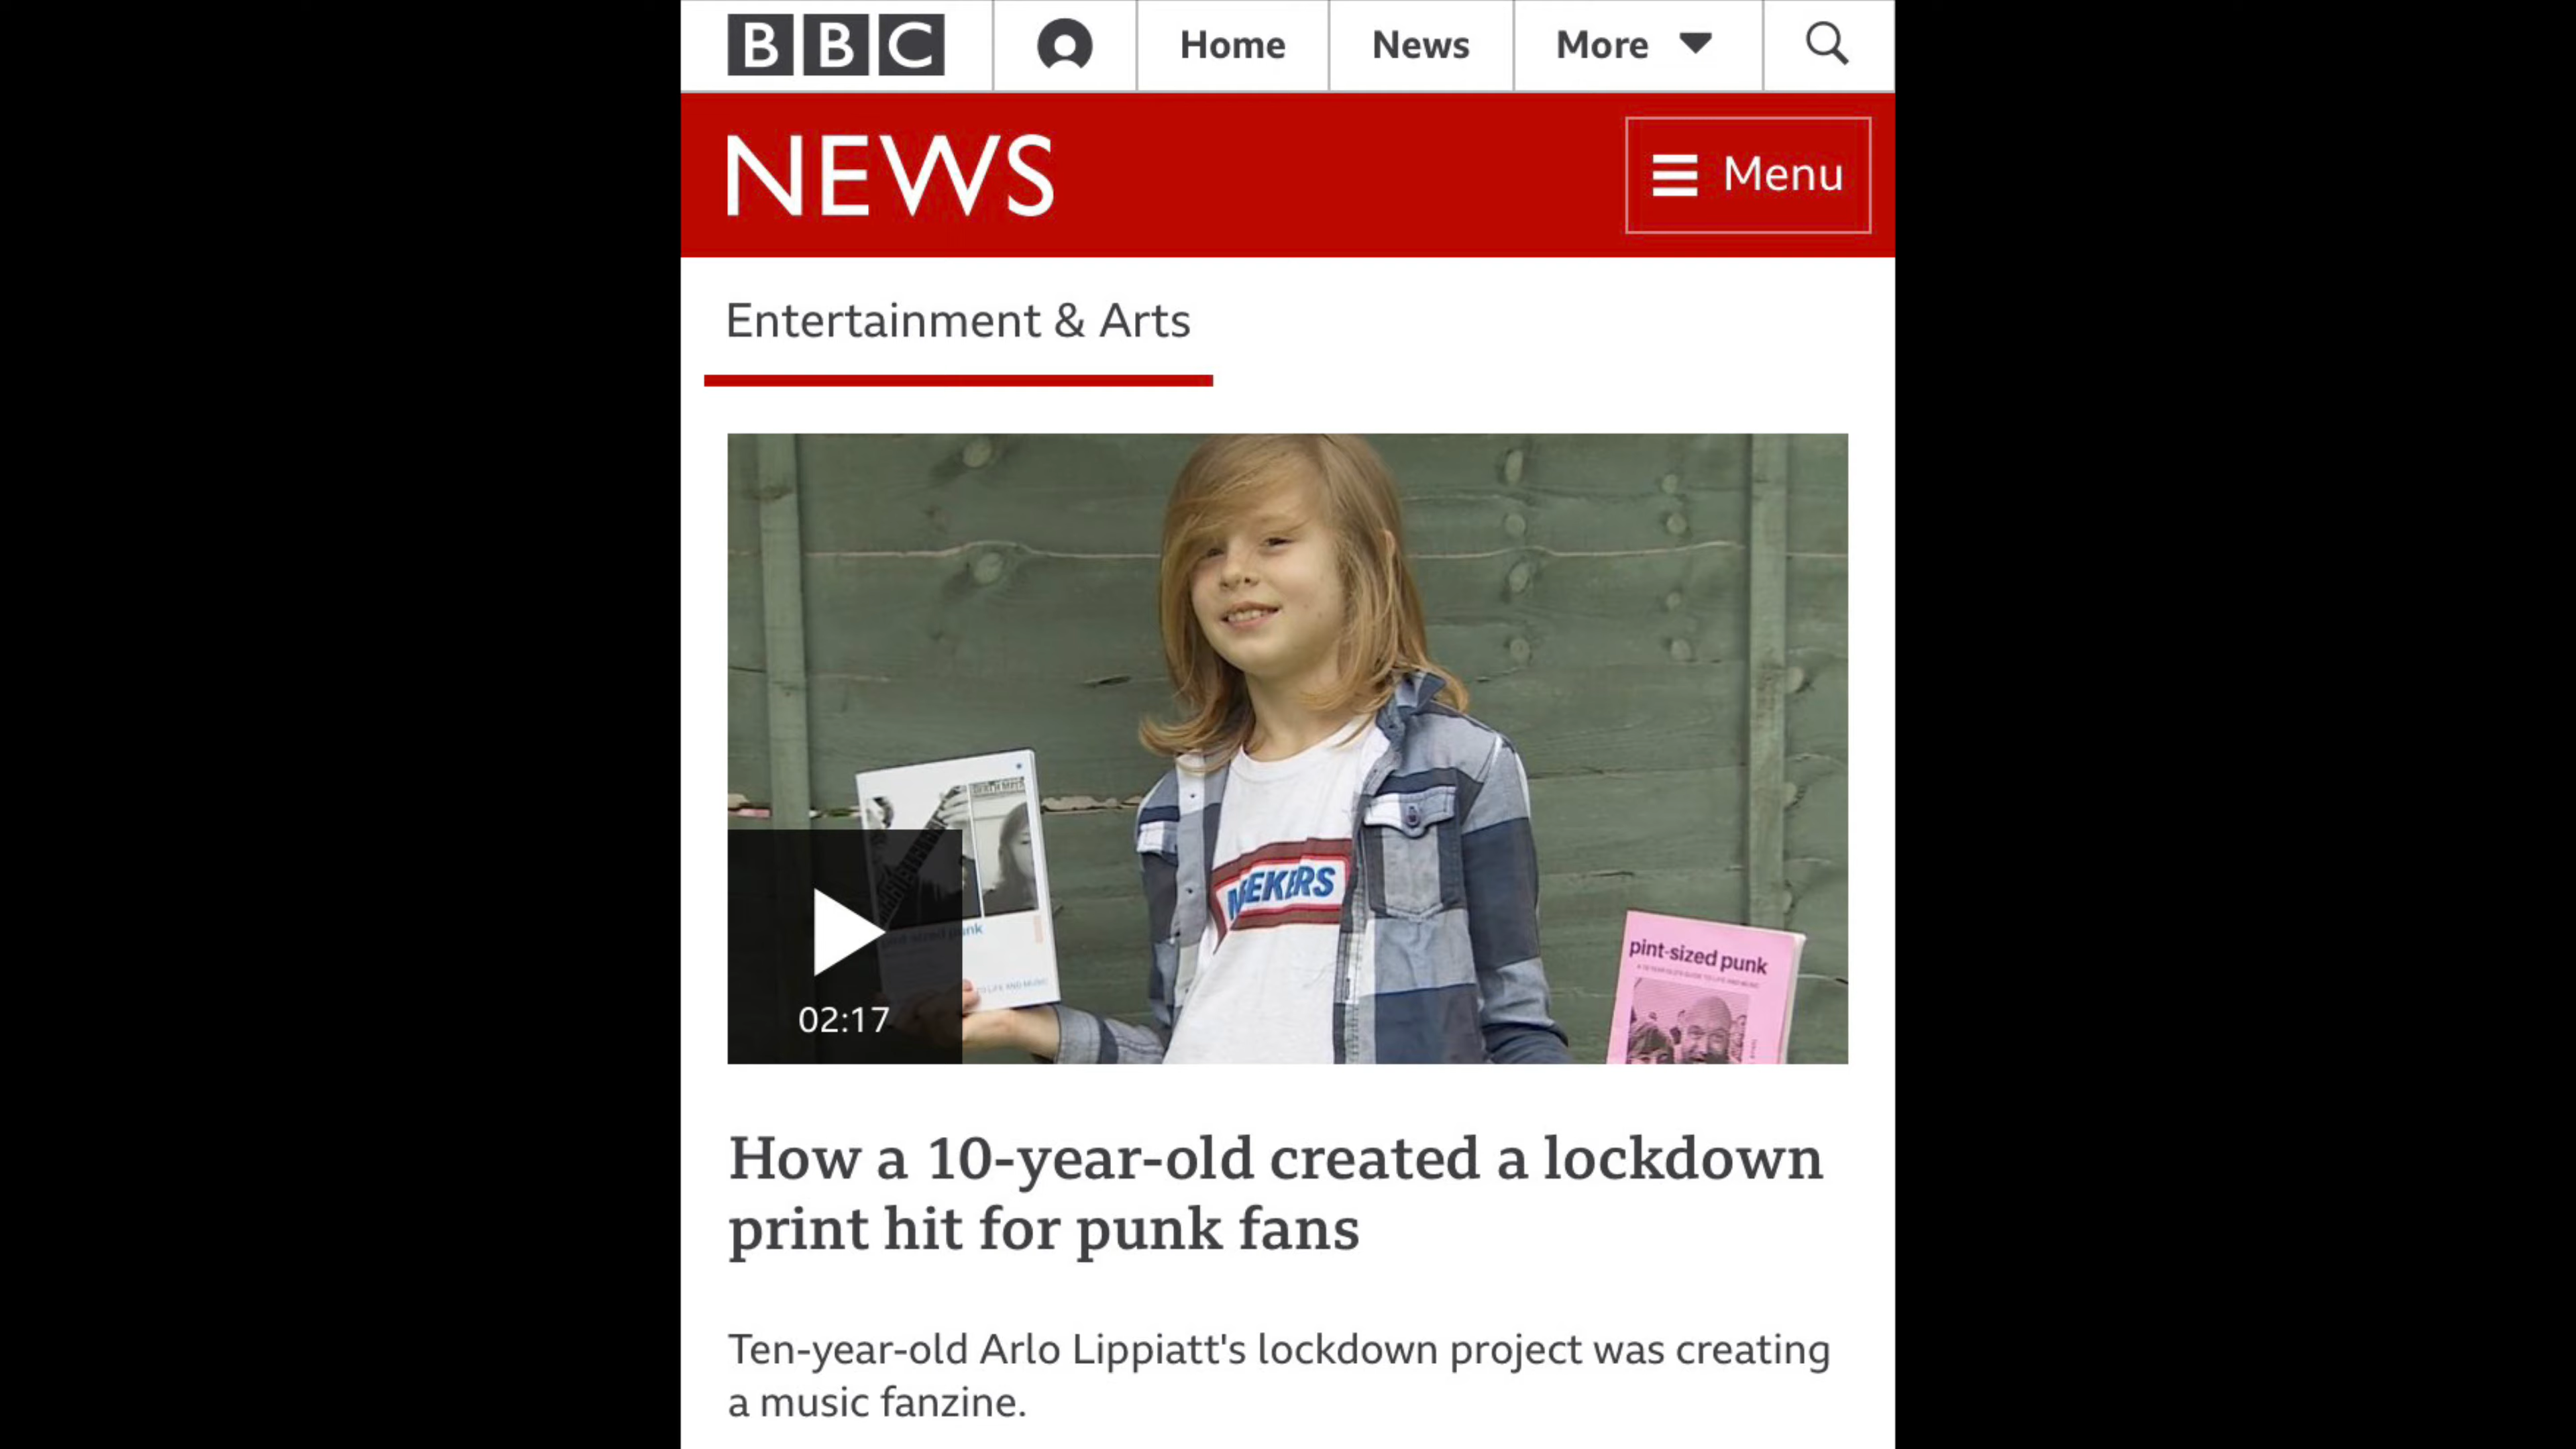 BBC
Home
News
More
NEWS
Menu
Entertainment & Arts
pint-sized punk
02:17
How a 10-year-old created a lockdown
print hit for punk fans
Ten-year-old Arlo Lippiatt's lockdown project was creating
a music fanzine.